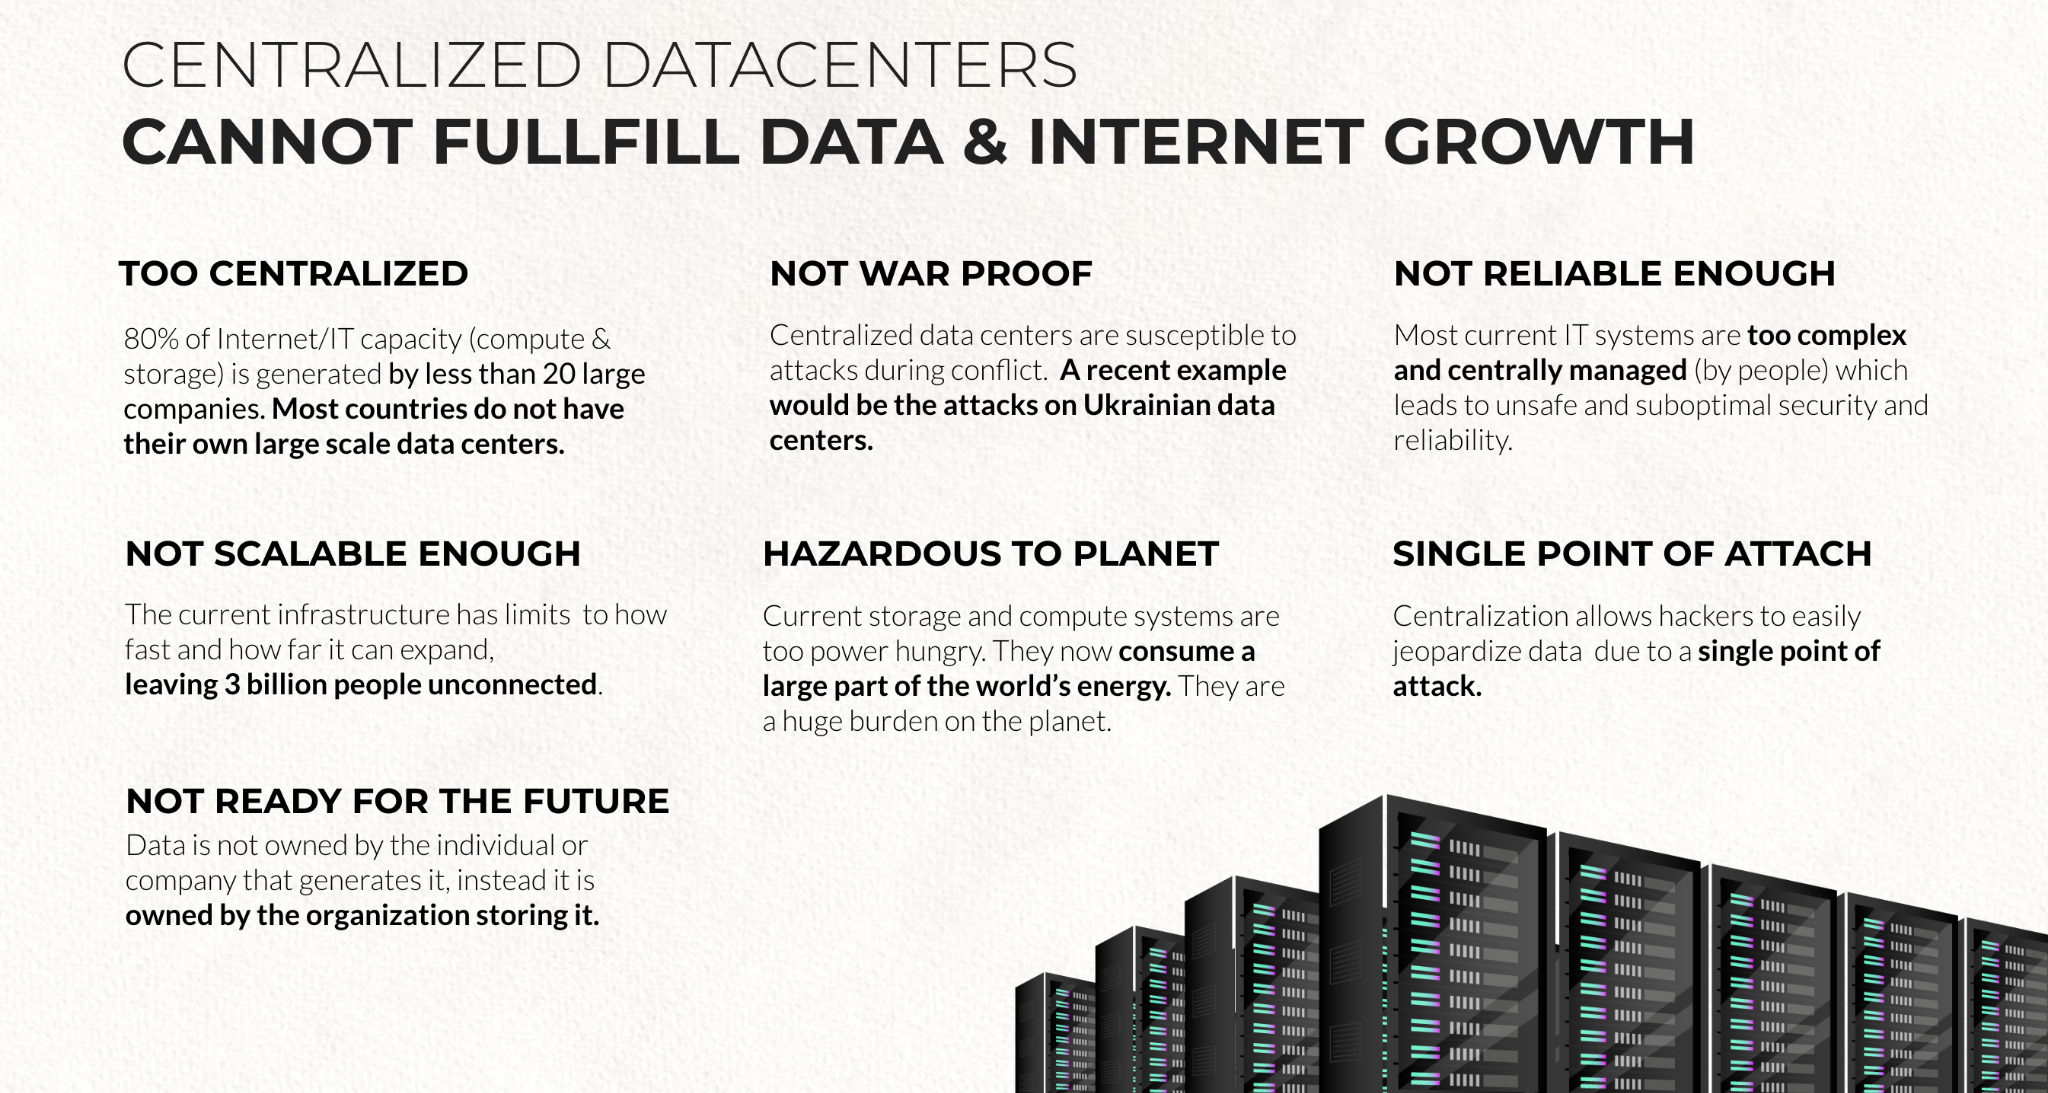 CENTRALIZED DATACENTERS
CANNOT FULLFILL DATA & INTERNET GROWTH
TOO CENTRALIZED
80% of Internet/IT capacity (compute &
storage) is generated by less than 20 large
companies. Most countries do not have
their own large scale data centers.
NOT WAR PROOF
Centralized data centers are susceptible to
attacks during conflict. A recent example
would be the attacks on Ukrainian data
centers.
NOT RELIABLE ENOUGH
Most current IT systems are too complex
and centrally managed (by people) which
leads to unsafe and suboptimal security and
reliability.
NOT SCALABLE ENOUGH
The current infrastructure has limits to how
fast and how far it can expand,
leaving 3 billion people unconnected.
HAZARDOUS TO PLANET
Current storage and compute systems are
too power hungry. They now consume a
large part of the world’s energy. They are
a huge burden on the planet.
SINGLE POINT OF ATTACH
Centralization allows hackers to easily
jeopardize data due to a single point of
attack.
NOT READY FOR THE FUTURE
Data is not owned by the individual or
company that generates it, instead it is
owned by the organization storing it.